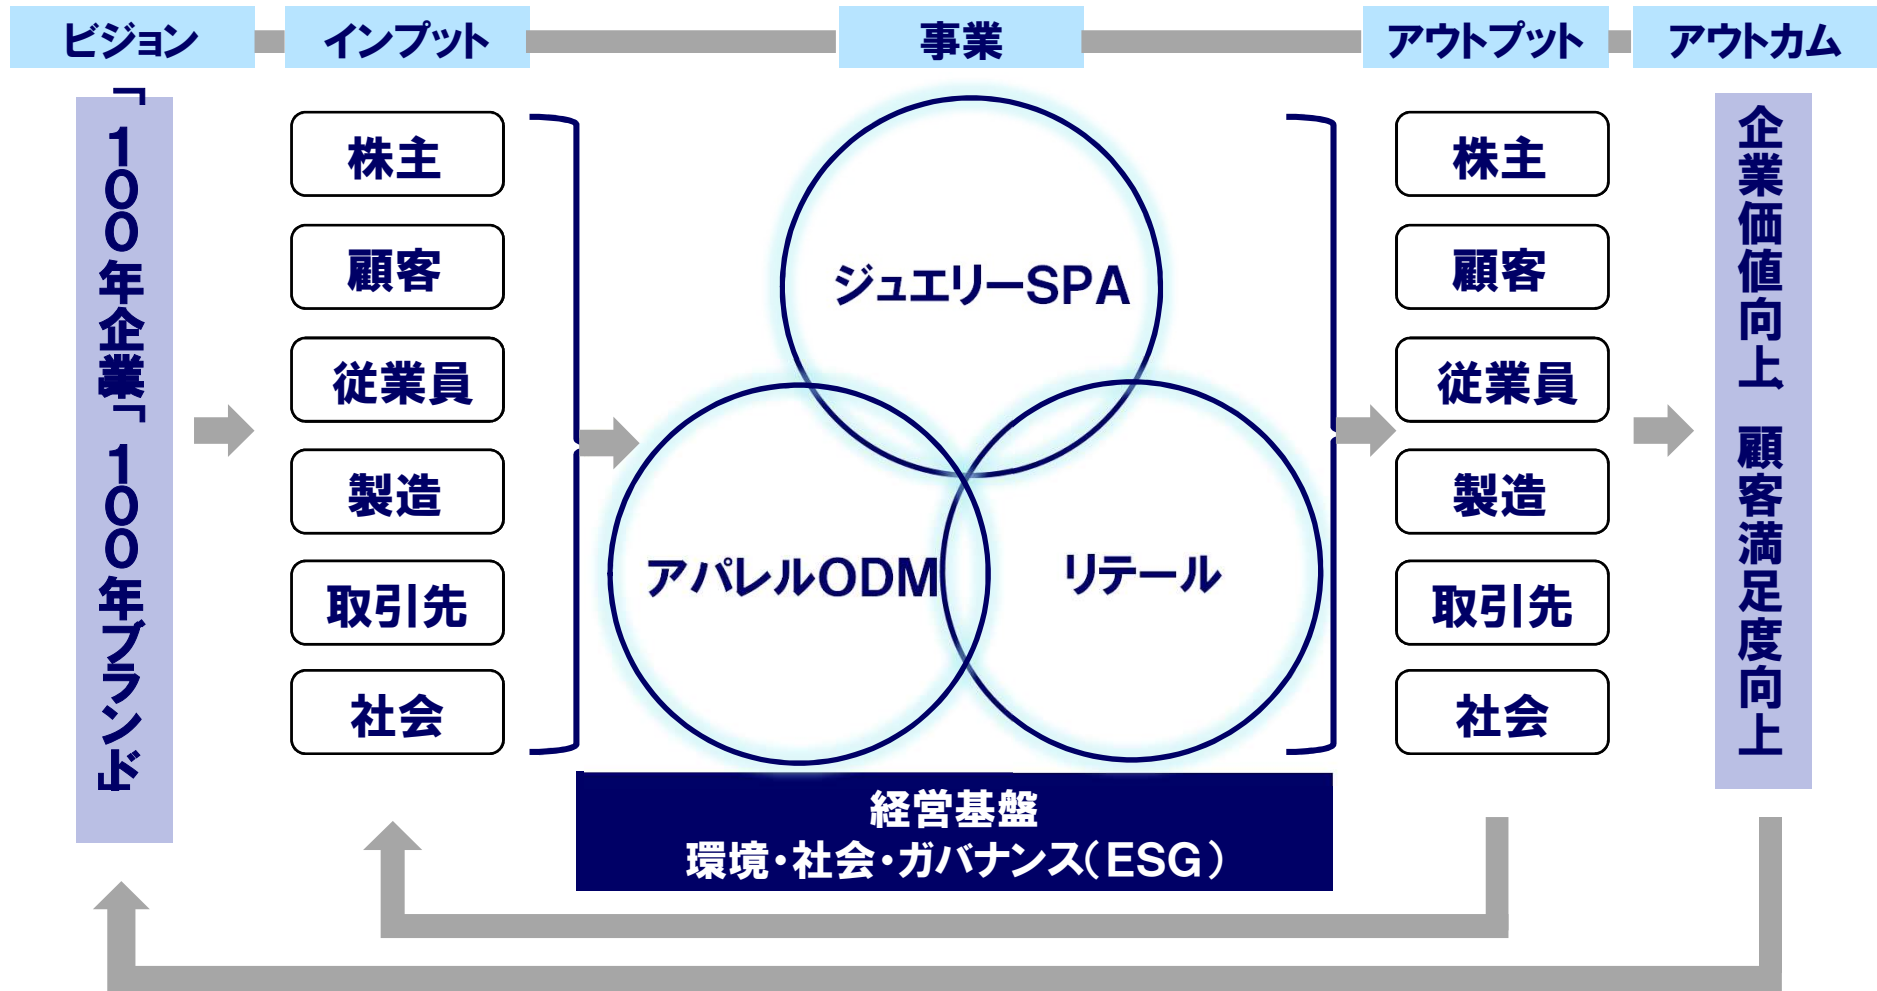 ビジョン
インプット
事業
アウトプット
アウトカム
「１００年企業」「１００年ブランド」
株主
顧客
従業員
製造
取引先
社会
ジュエリーSPA
アパレルODM
リテール
経営基盤
環境・社会・ガバナンス(ESG)
株主
顧客
従業員
製造
取引先
社会
企業価値向上 顧客満足度向上